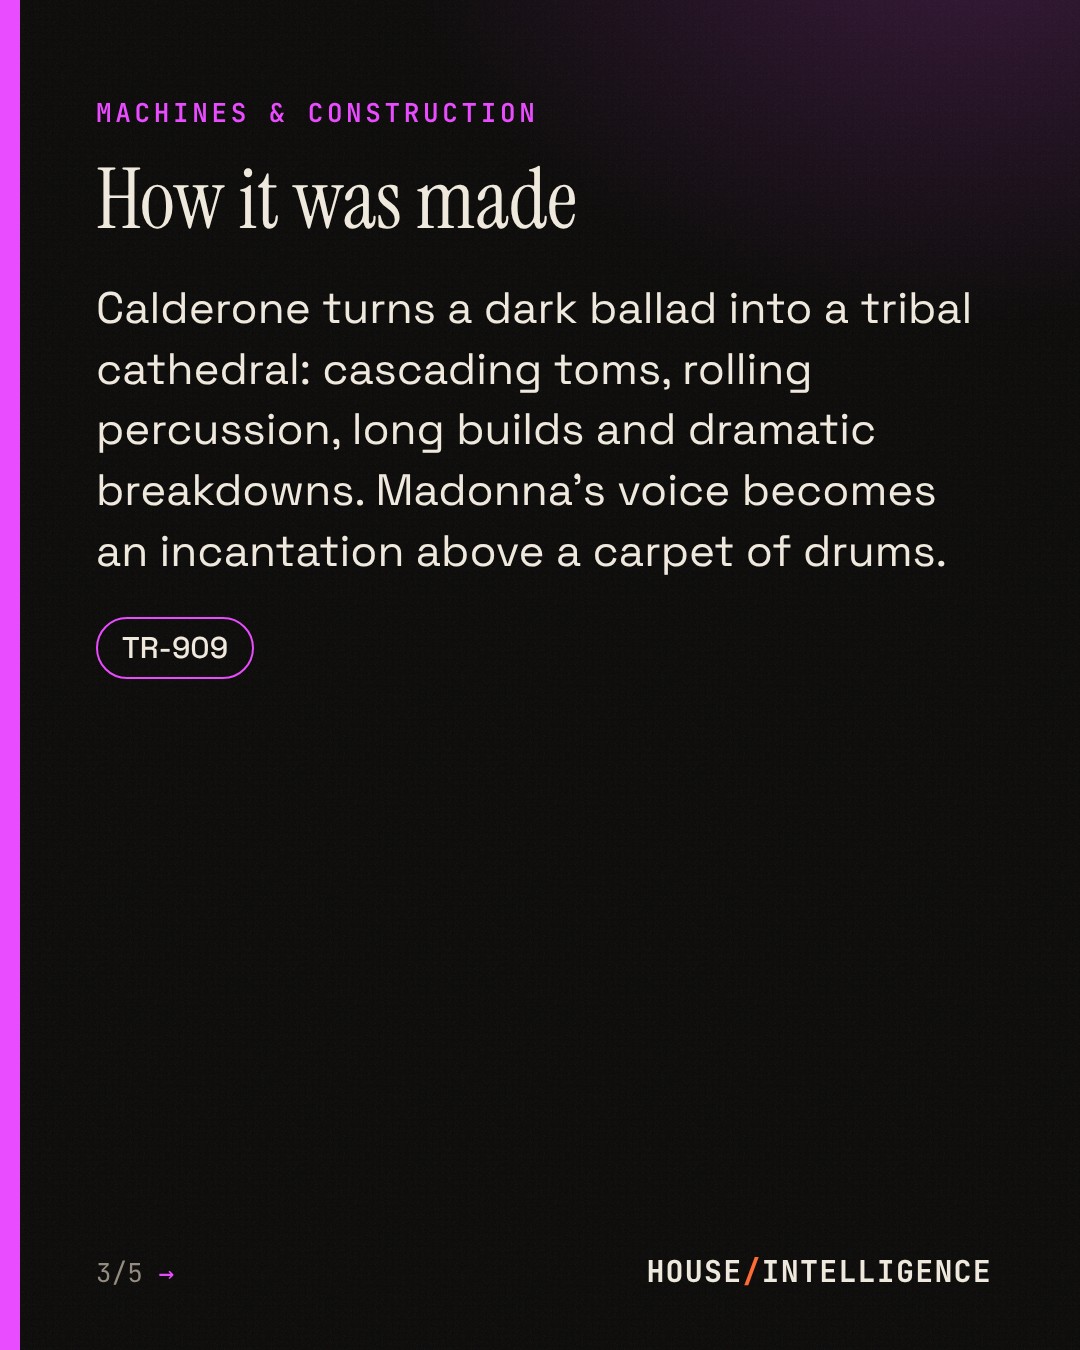 MACHINES & CONSTRUCTION
How it was made
Calderone turns a dark ballad into a tribal
cathedral: cascading toms, rolling
percussion, long builds and dramatic
breakdowns. Madonna’s voice becomes
an incantation above a carpet of drums.
TR-909
3/5 →
HOUSE/INTELLIGENCE